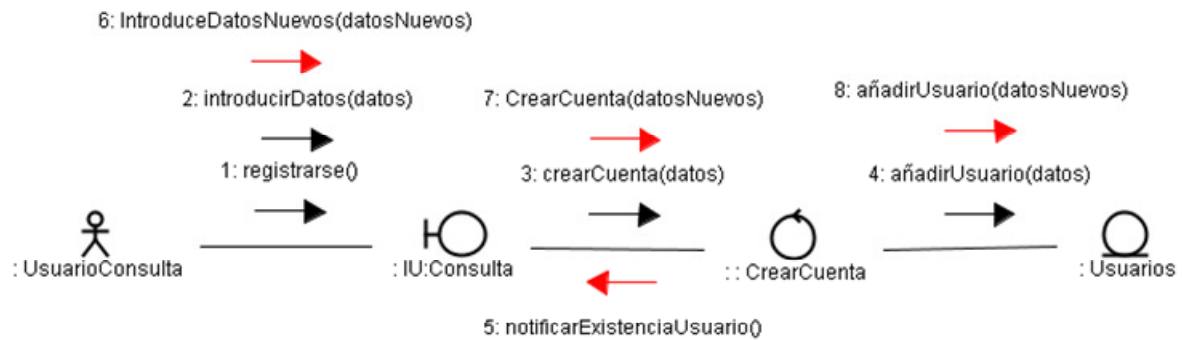 6: IntroduceDatosNuevos(datosNuevos)
2: introducirDatos(datos)
7: CrearCuenta(datosNuevos)
8: añadirUsuario(datosNuevos)
1: registrarse()
3: crearCuenta(datos)
4: añadirUsuario(datos)
: UsuarioConsulta
: IU:Consulta
: : CrearCuenta
: Usuarios
5: notificarExistenciaUsuario()